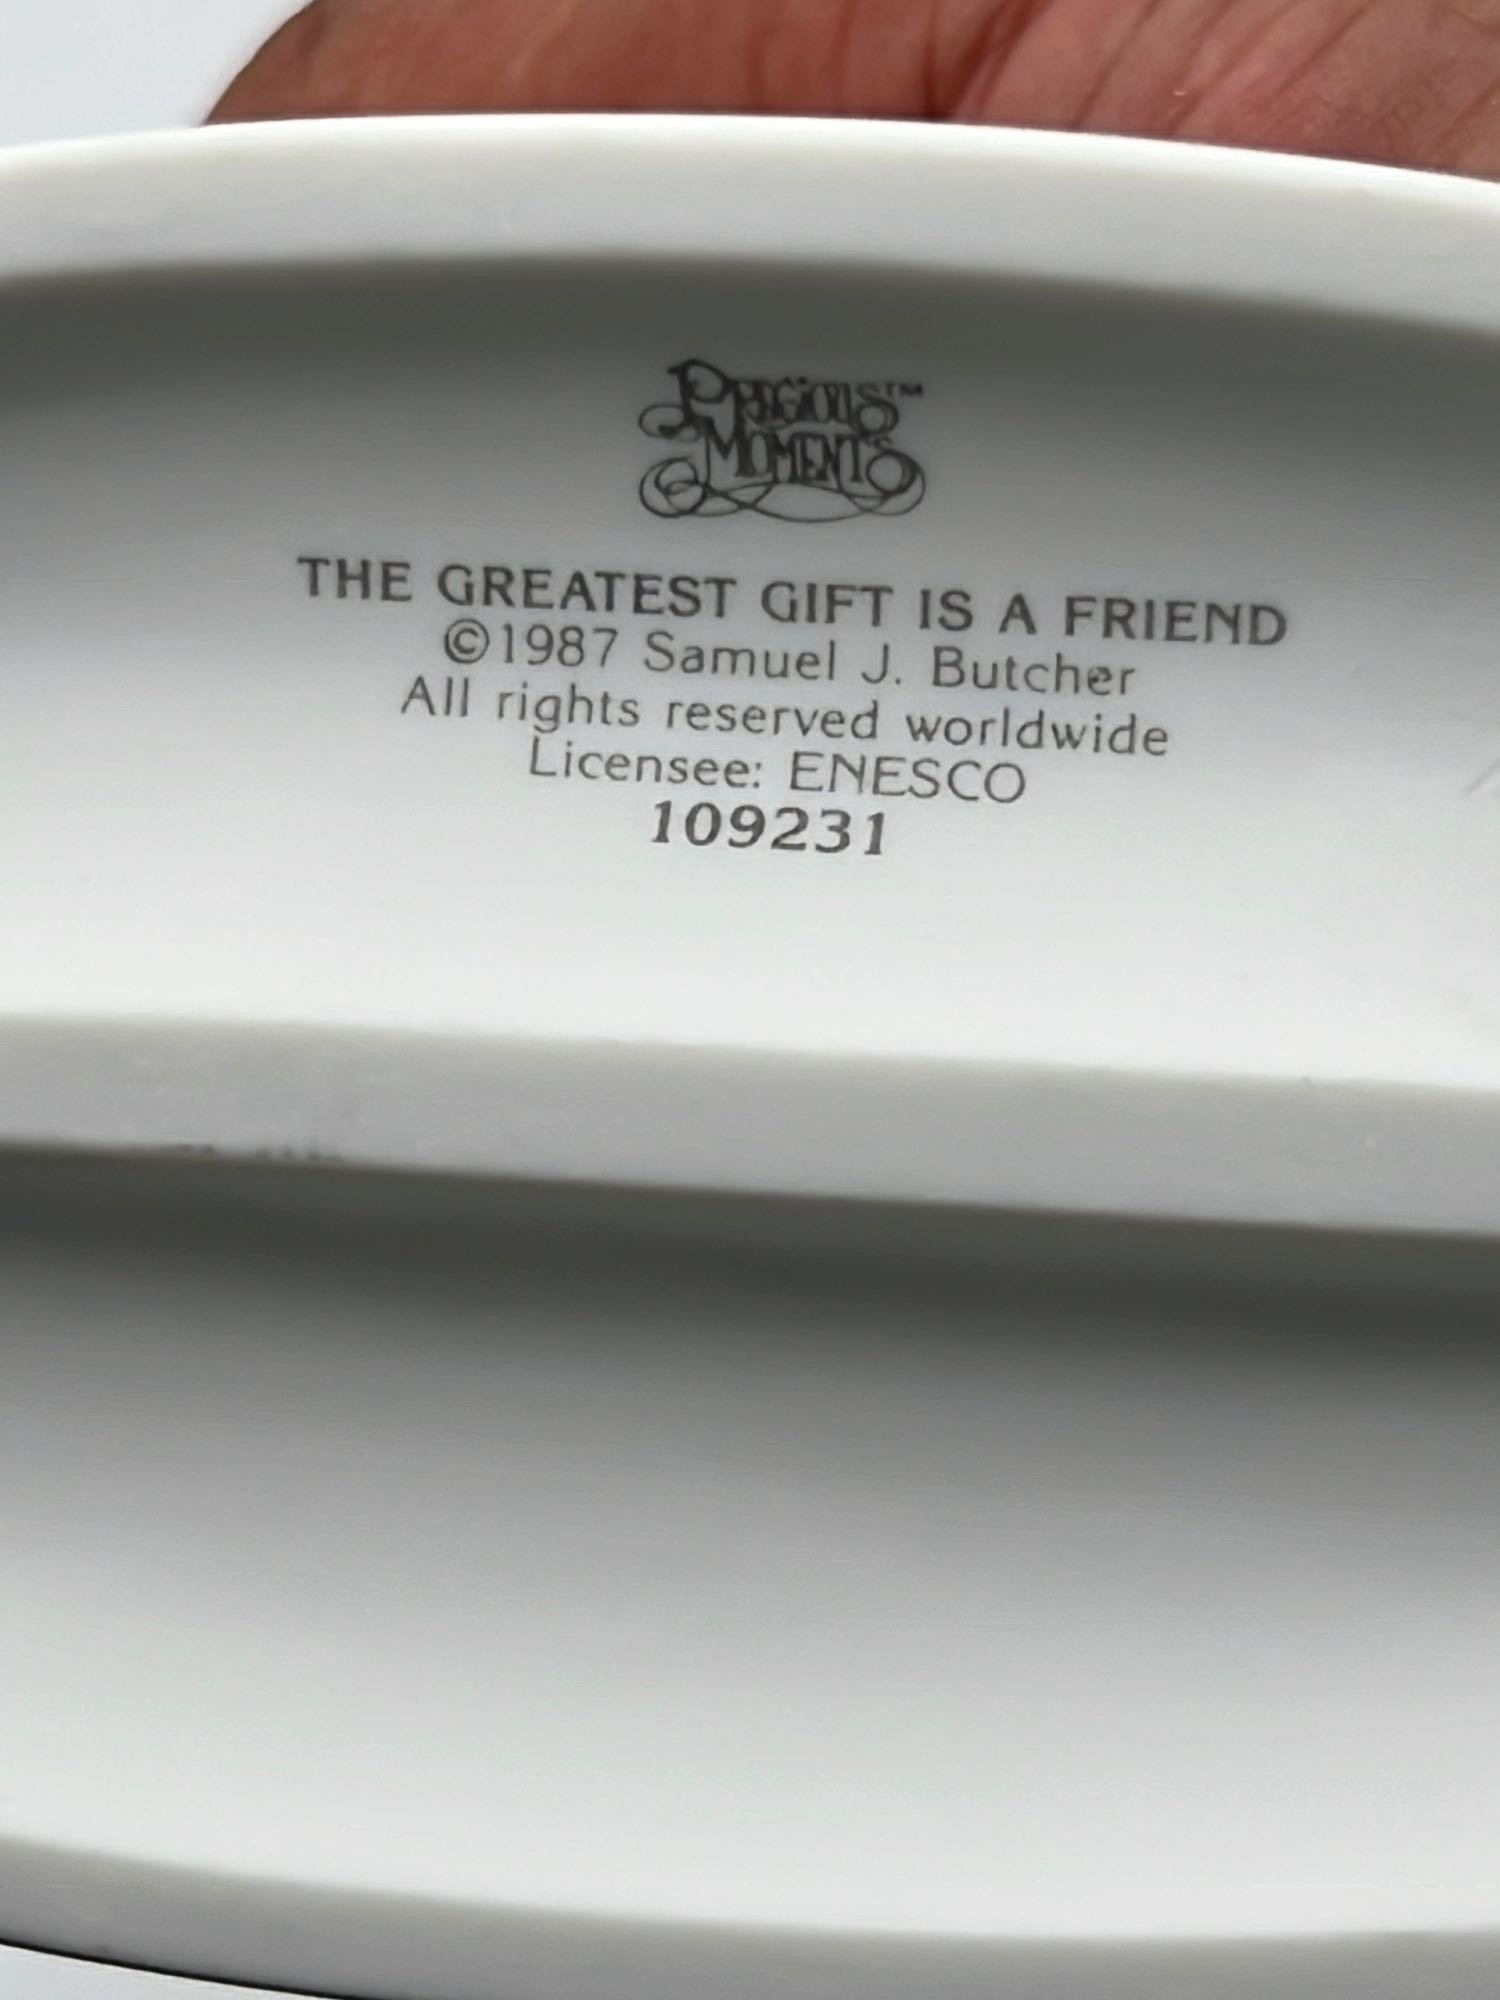 Precious™
Moments
THE GREATEST GIFT IS A FRIEND
©1987 Samuel J. Butcher
All rights reserved worldwide
Licensee: ENESCO
109231